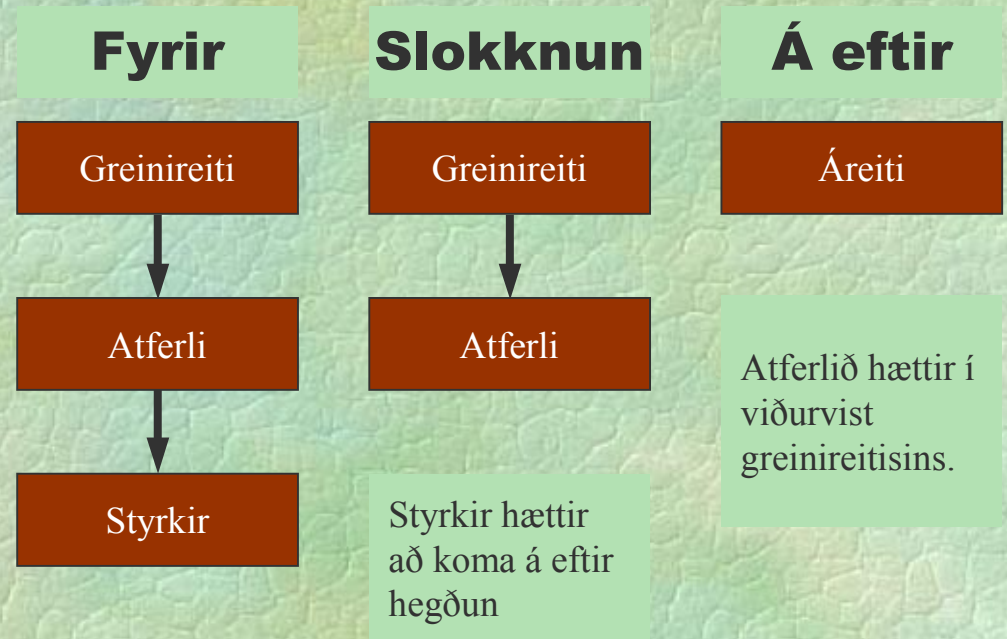 Fyrir
Greinireiti
Atferli
Styrkir
Slokknun
Greinireiti
Atferli
Styrkir hættir
að koma á eftir
hegðun
Á eftir
Áreiti
Atferlið hættir í
viðurvist
greinireitisins.